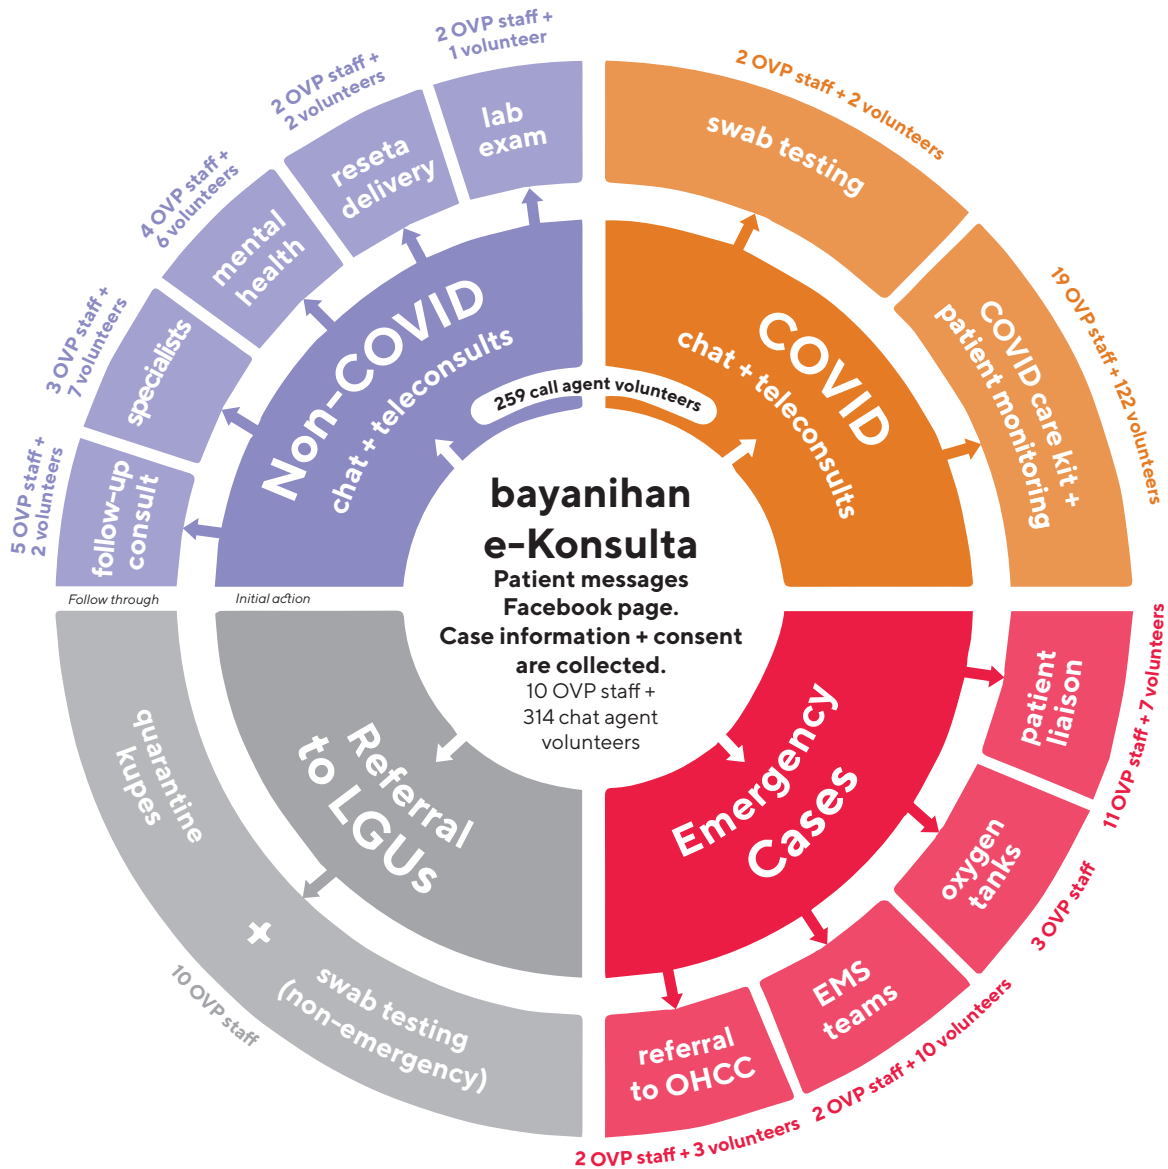 2 OVP staff +
1 volunteer
lab
exam
2 OVP staff +
2 volunteers
reseta
delivery
4 OVP staff +
6 volunteers
mental
health
3 OVP staff +
7 volunteers
specialists
5 OVP staff +
2 volunteers
follow-up
consult
Non-COVID
chat + teleconsults
2 OVP staff + 2 volunteers
swab testing
19 OVP staff + 122 volunteers
COVID care kit +
patient monitoring
COVID
chat + teleconsults
259 call agent volunteers
bayanihan
e-Konsulta
Patient messages
Facebook page.
Case information + consent
are collected.
10 OVP staff +
314 chat agent
volunteers
Follow through
Initial action
Referral
to LGUs
quarantine
kupes
+
swab testing
(non-emergency)
10 OVP staff
Emergency
Cases
patient
liaison
11 OVP staff + 7 volunteers
oxygen
tanks
3 OVP staff
EMS
teams
2 OVP staff + 10 volunteers
referral
to OHCC
2 OVP staff + 3 volunteers